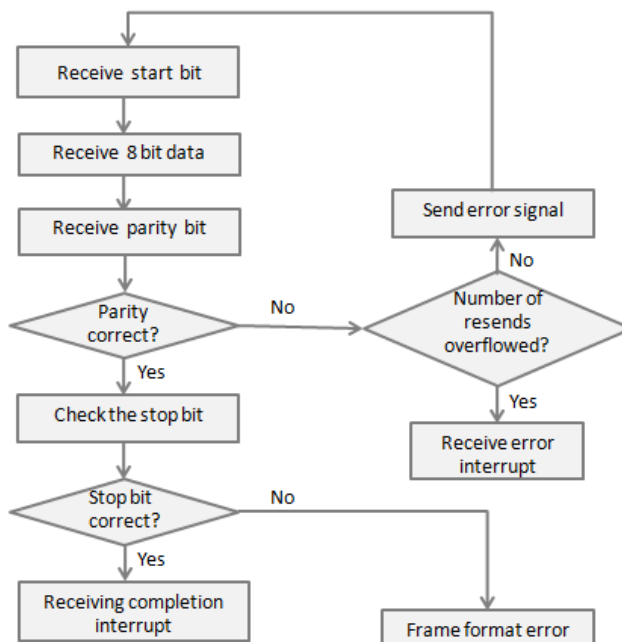 Receive start bit
Receive 8 bit data
Receive parity bit
Send error signal
No
Parity
correct?
No
Number of
resends
overflowed?
Yes
Check the stop bit
Yes
Receive error
interrupt
Stop bit
correct?
No
Yes
Receiving completion
interrupt
Frame format error